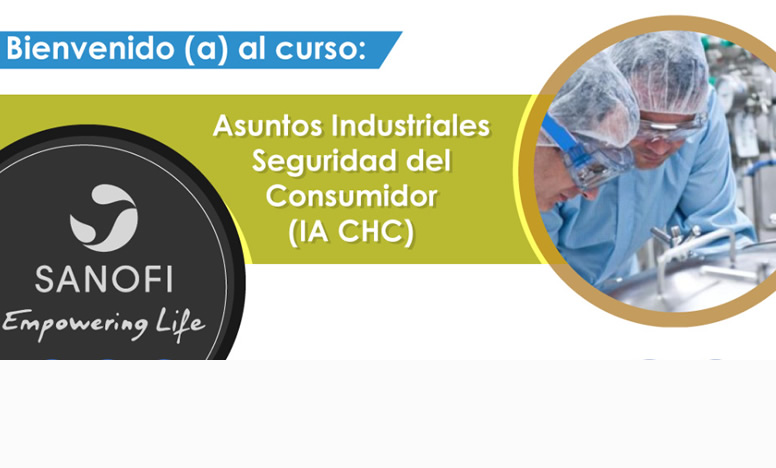 Bienvenido (a) al curso:
Asuntos Industriales
Seguridad del
Consumidor
(IA CHC)
SANOFI
Empowering Life